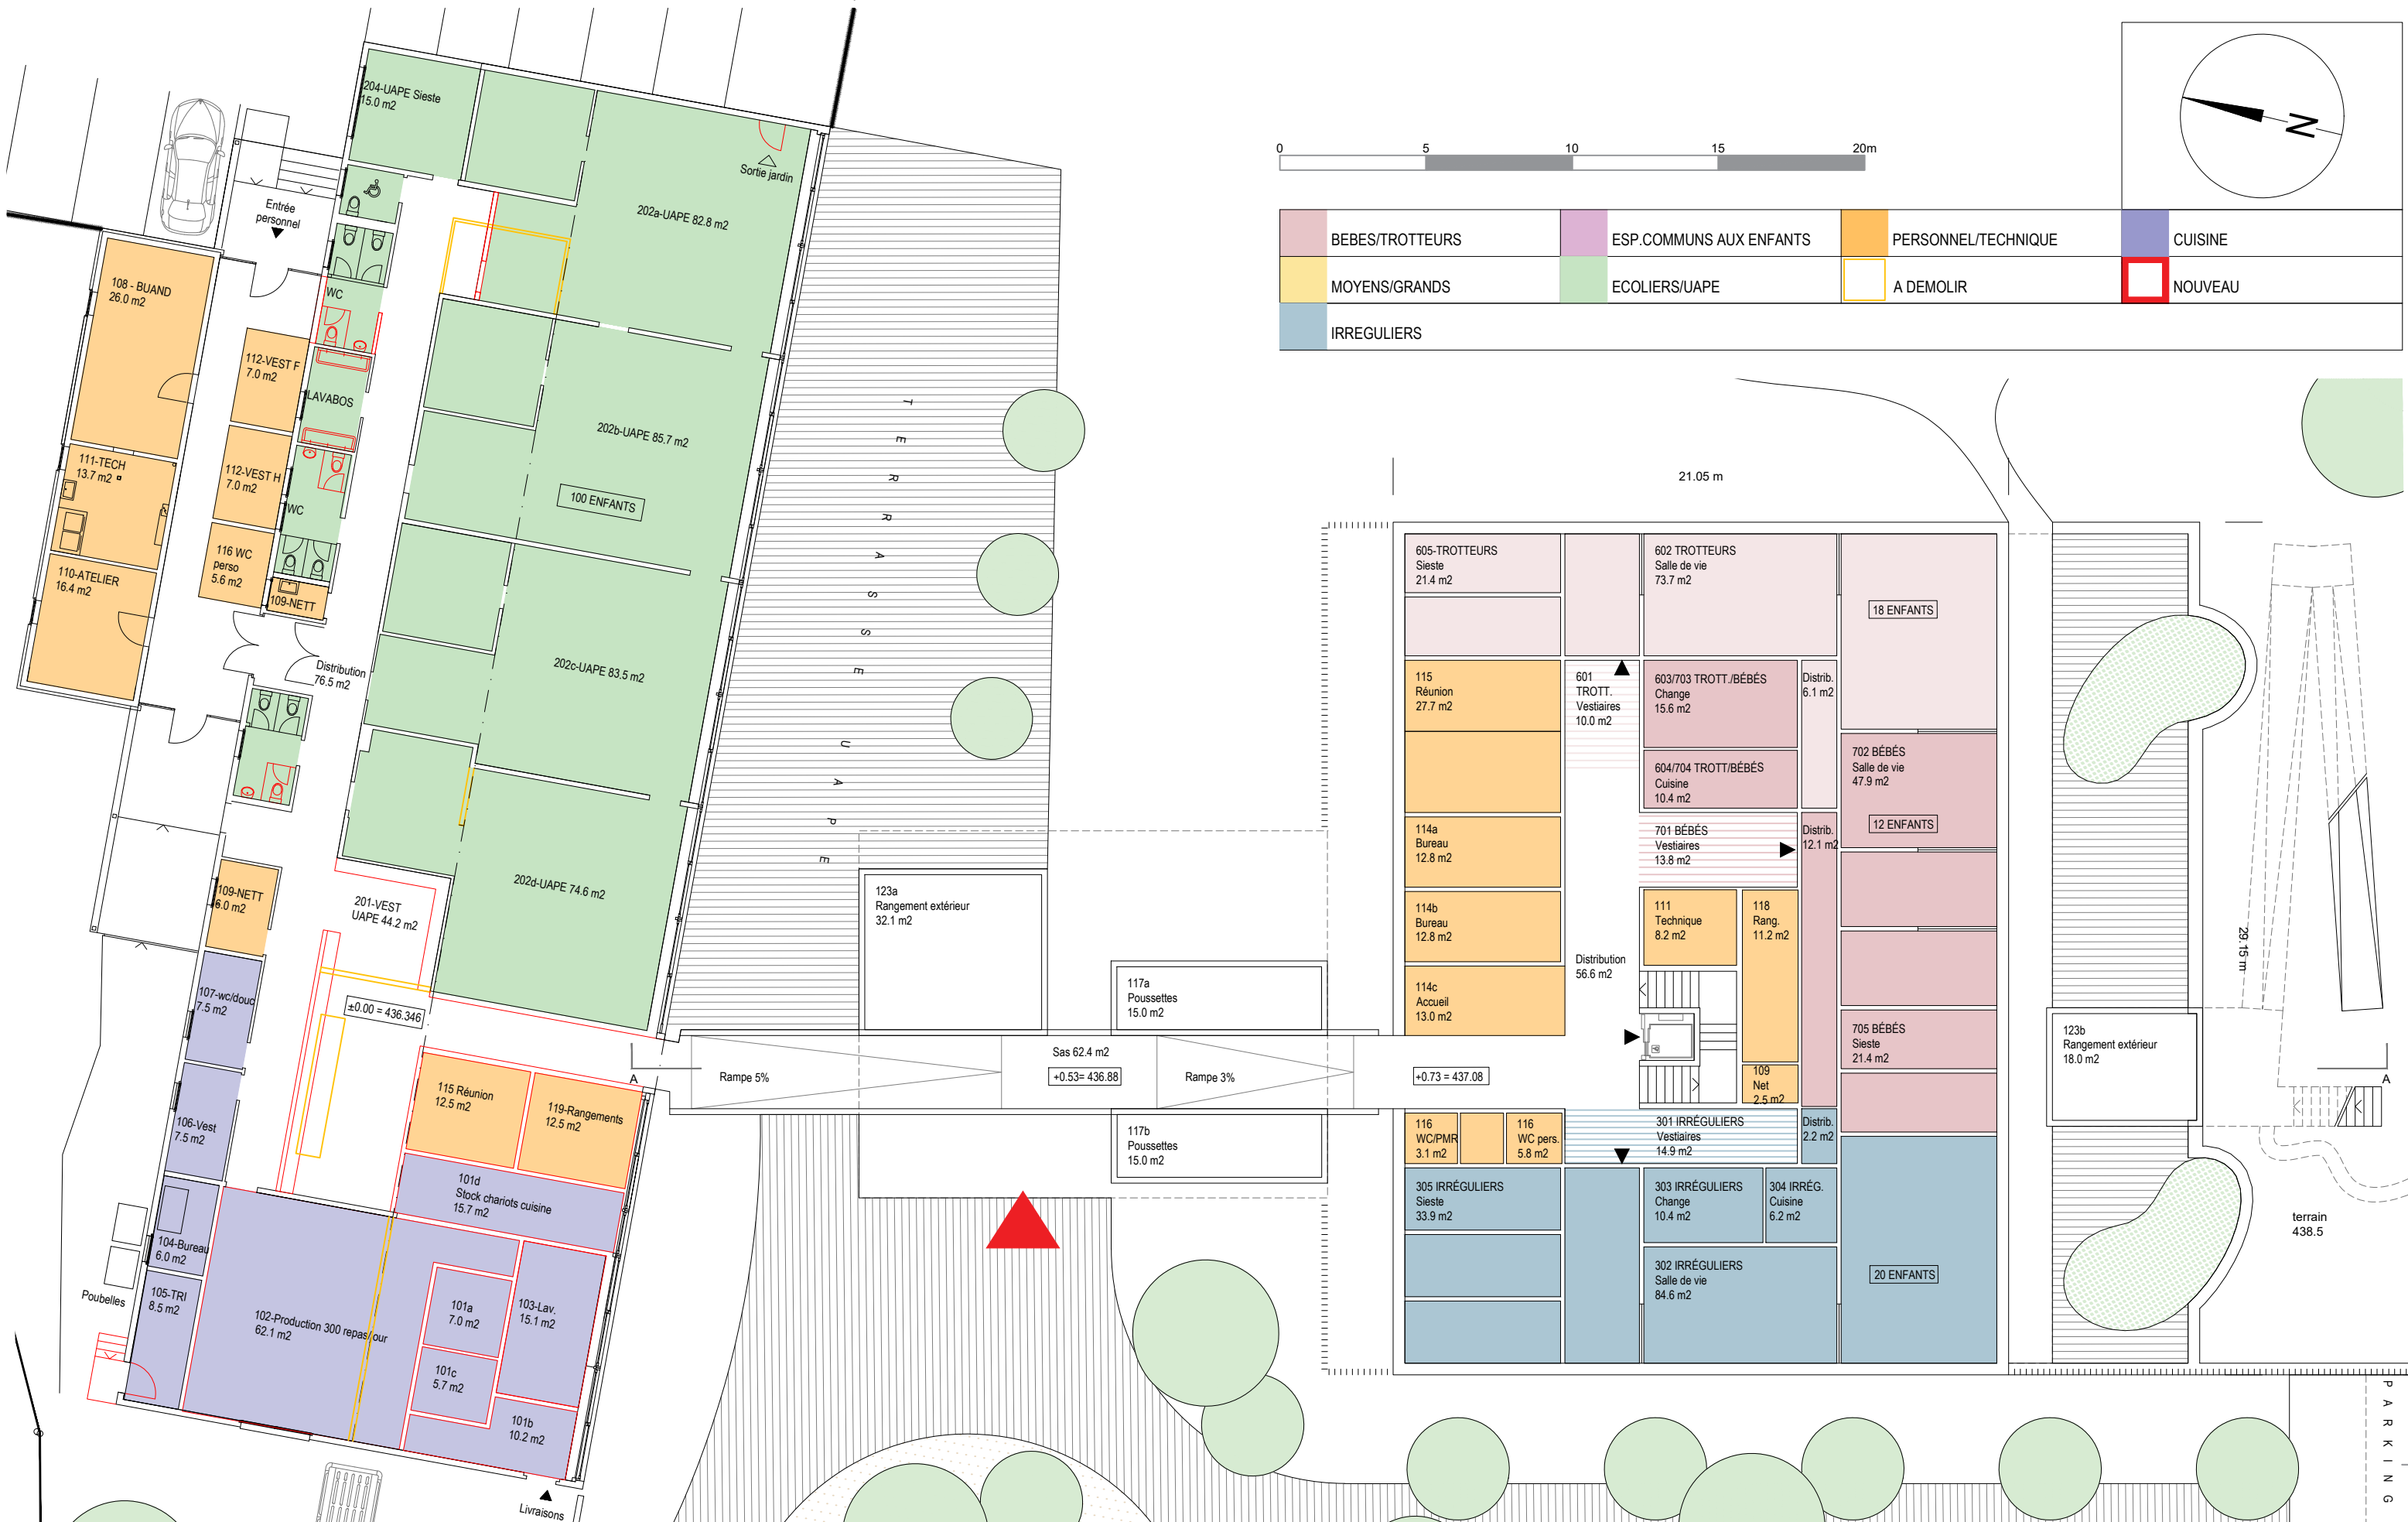 0 5 10 15 20m
N
BEBES/TROTTEURS
ESP.COMMUNS AUX ENFANTS
PERSONNEL/TECHNIQUE
CUISINE
MOYENS/GRANDS
ECOLIERS/UAPE
A DEMOLIR
NOUVEAU
IRREGULIERS
204-UAPE Sieste
15.0 m2
Sortie jardin
202a-UAPE 82.8 m2
Entrée
personnel
WC
108 - BUAND
26.0 m2
112-VEST F
7.0 m2
LAVABOS
202b-UAPE 85.7 m2
111-TECH
13.7 m2
112-VEST H
7.0 m2
WC
100 ENFANTS
116 WC
perso
5.6 m2
110-ATELIER
16.4 m2
109-NETT
Distribution
76.5 m2
202c-UAPE 83.5 m2
TERRASSE UAPE
202d-UAPE 74.6 m2
109-NETT
6.0 m2
201-VEST
UAPE 44.2 m2
107-wc/douc
7.5 m2
±0.00 = 436.346
106-Vest
7.5 m2
115 Réunion
12.5 m2
119-Rangements
12.5 m2
101d
Stock chariots cuisine
15.7 m2
104-Bureau
6.0 m2
105-TRI
8.5 m2
Poubelles
102-Production 300 repas/jour
62.1 m2
101a
7.0 m2
103-Lav.
15.1 m2
101c
5.7 m2
101b
10.2 m2
Livraisons
123a
Rangement extérieur
32.1 m2
117a
Poussettes
15.0 m2
A
Rampe 5%
Sas 62.4 m2
+0.53= 436.88
Rampe 3%
+0.73 = 437.08
117b
Poussettes
15.0 m2
21.05 m
605-TROTTEURS
Sieste
21.4 m2
602 TROTTEURS
Salle de vie
73.7 m2
18 ENFANTS
115
Réunion
27.7 m2
601
TROTT.
Vestiaires
10.0 m2
603/703 TROTT./BÉBÉS
Change
15.6 m2
Distrib.
6.1 m2
604/704 TROTT/BÉBÉS
Cuisine
10.4 m2
702 BÉBÉS
Salle de vie
47.9 m2
12 ENFANTS
114a
Bureau
12.8 m2
701 BÉBÉS
Vestiaires
13.8 m2
Distrib.
12.1 m2
114b
Bureau
12.8 m2
111
Technique
8.2 m2
118
Rang.
11.2 m2
Distribution
56.6 m2
114c
Accueil
13.0 m2
705 BÉBÉS
Sieste
21.4 m2
109
Net
2.5 m2
116
WC/PMR
3.1 m2
116
WC pers.
5.8 m2
301 IRRÉGULIERS
Vestiaires
14.9 m2
Distrib.
2.2 m2
305 IRRÉGULIERS
Sieste
33.9 m2
303 IRRÉGULIERS
Change
10.4 m2
304 IRRÉG.
Cuisine
6.2 m2
302 IRRÉGULIERS
Salle de vie
84.6 m2
20 ENFANTS
29.15 m
123b
Rangement extérieur
18.0 m2
A
terrain
438.5
PARKING